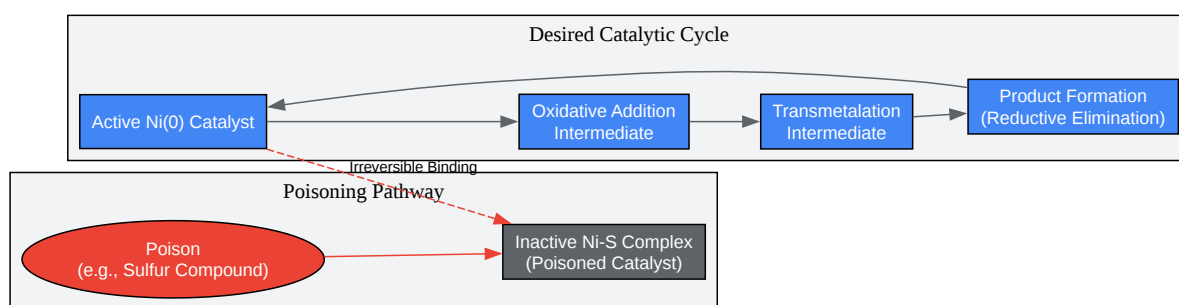 Desired Catalytic Cycle
Active Ni(0) Catalyst
Oxidative Addition
Intermediate
Transmetalation
Intermediate
Product Formation
(Reductive Elimination)
Irreversible Binding
Poisoning Pathway
Poison
(e.g., Sulfur Compound)
Inactive Ni-S Complex
(Poisoned Catalyst)